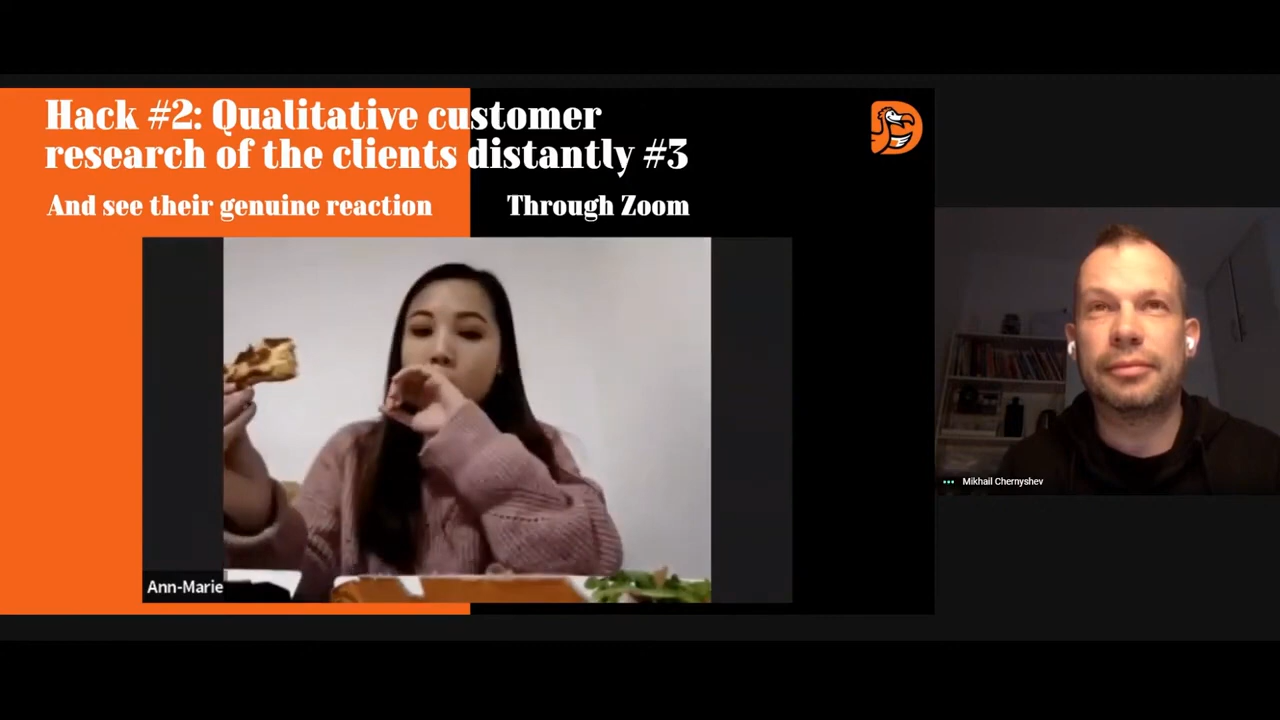 Hack #2: Qualitative customer
research of the clients distantly #3
And see their genuine reaction
Through Zoom
Ann-Marie
Mikhail Chernyshev